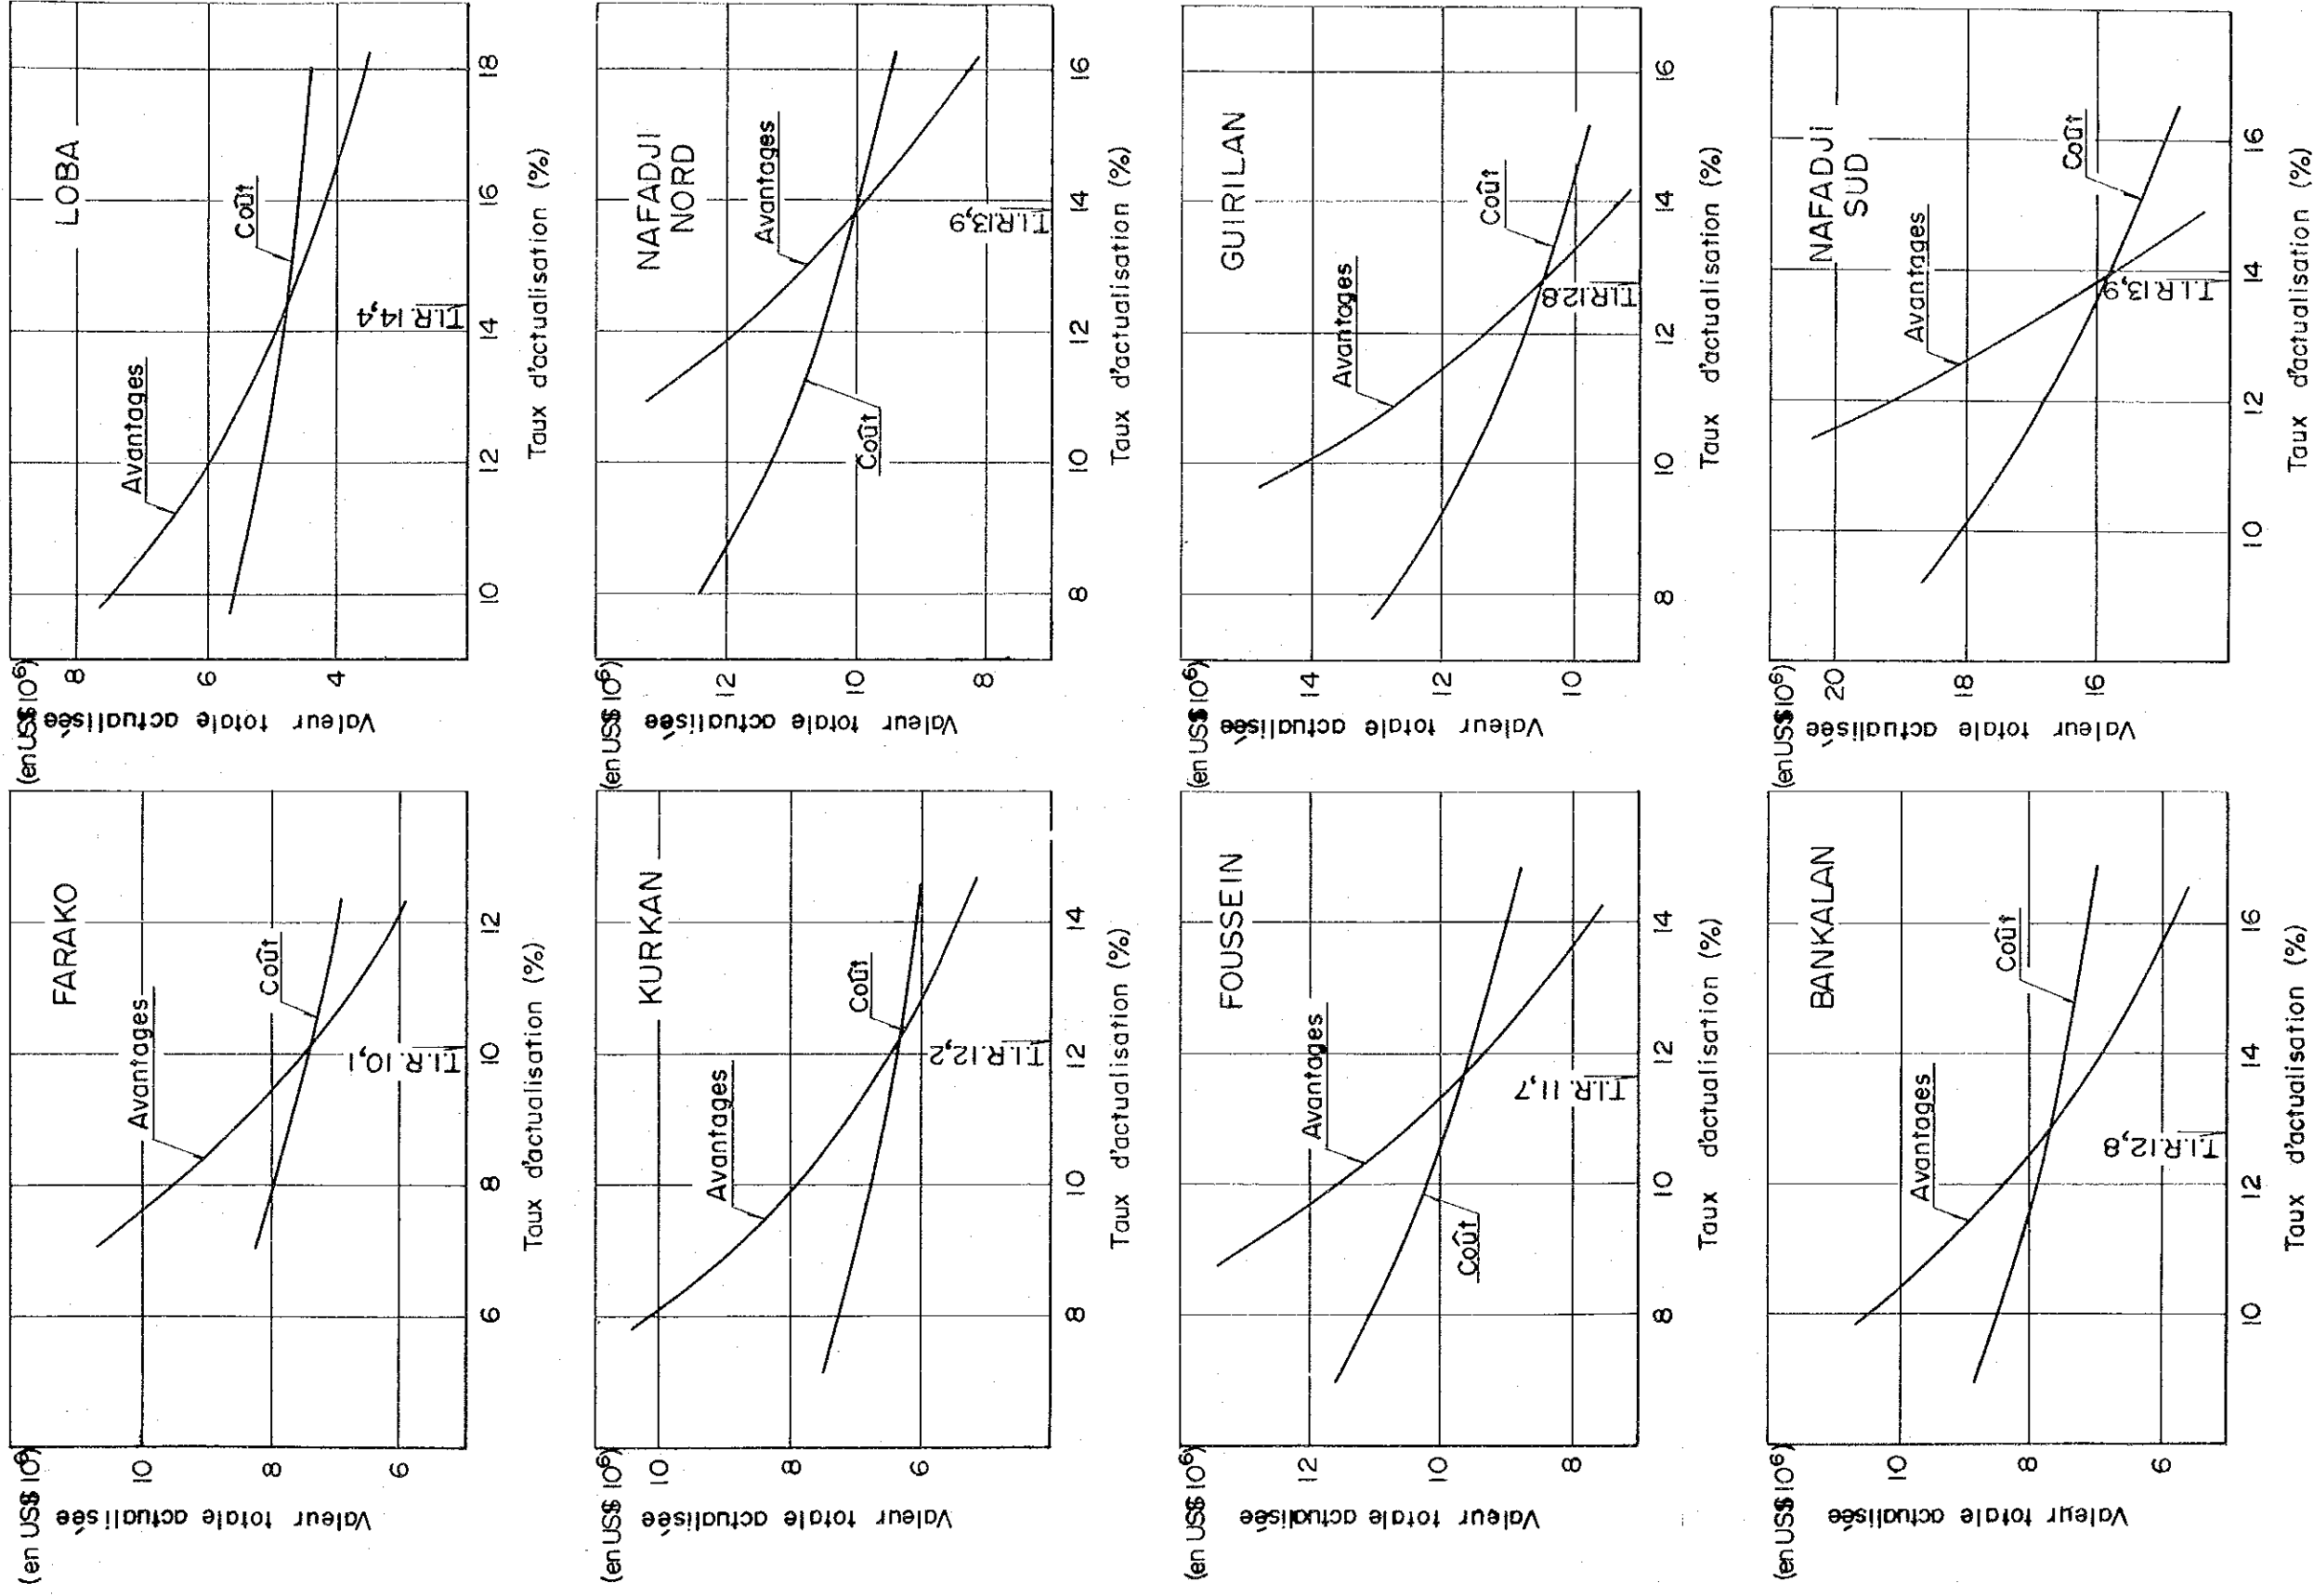 (en US$ 10⁶)
Valeur totale actualisée
10
8
6
FARAKO
Avantages
Coût
T.I.R. 10,1
6
8
10
12
Taux d'actualisation (%)
(en US$ 10⁶)
Valeur totale actualisée
8
6
4
LOBA
Avantages
Coût
T.I.R. 14,4
10
12
14
16
18
Taux d'actualisation (%)
(en US$ 10⁶)
Valeur totale actualisée
10
8
6
KURKAN
Avantages
Coût
T.I.R. 12,2
8
10
12
14
Taux d'actualisation (%)
(en US$ 10⁶)
Valeur totale actualisée
12
10
8
NAFADJI
NORD
Avantages
Coût
T.I.R 13,9
8
10
12
14
16
Taux d'actualisation (%)
(en US$ 10⁶)
Valeur totale actualisée
12
10
8
FOUSSEIN
Avantages
Coût
T.I.R. 11,7
8
10
12
14
Taux d'actualisation (%)
(en US$ 10⁶)
Valeur totale actualisée
14
12
10
GUIRILAN
Avantages
Coût
T.I.R. 12.8
8
10
12
14
16
Taux d'actualisation (%)
(en US$ 10⁶)
Valeur totale actualisée
10
8
6
BANKALAN
Avantages
Coût
T.I.R. 12,8
10
12
14
16
Taux d'actualisation (%)
(en US$ 10⁶)
Valeur totale actualisée
20
18
16
NAFADJI
SUD
Avantages
Coût
T.I.R. 13,9
10
12
14
16
Taux d'actualisation (%)